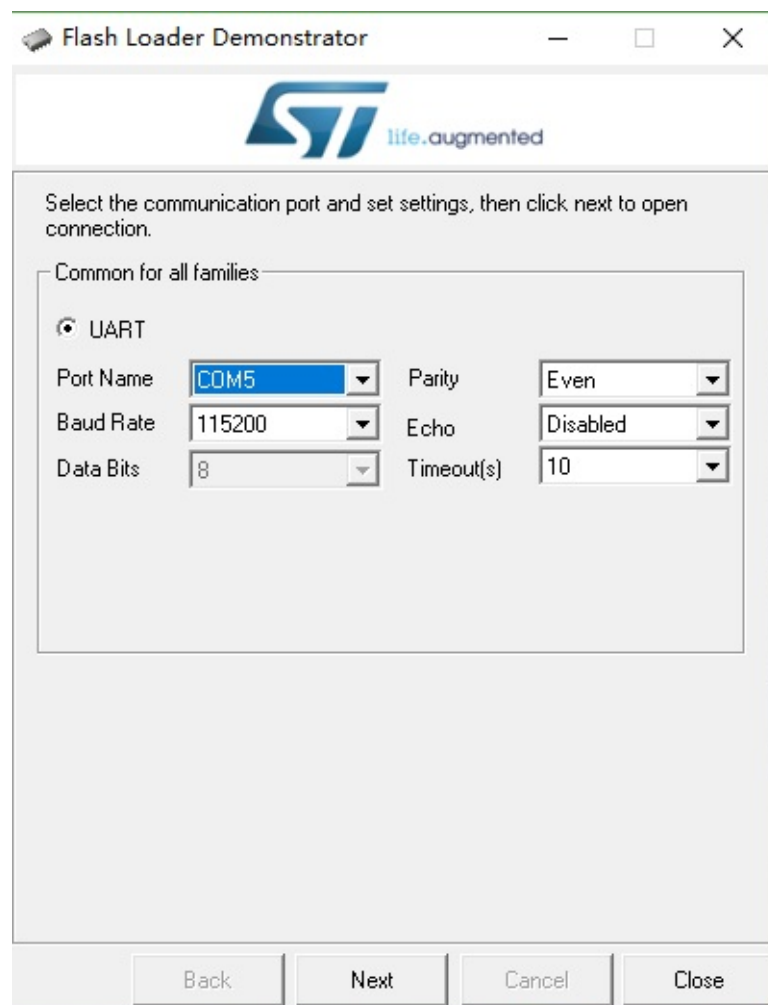 Flash Loader Demonstrator
ST
life.augmented
Select the communication port and set settings, then click next to open
connection.
Common for all families
UART
Port Name COM5 Parity Even
Baud Rate 115200 Echo Disabled
Data Bits 8 Timeout(s) 10
Back Next Cancel Close